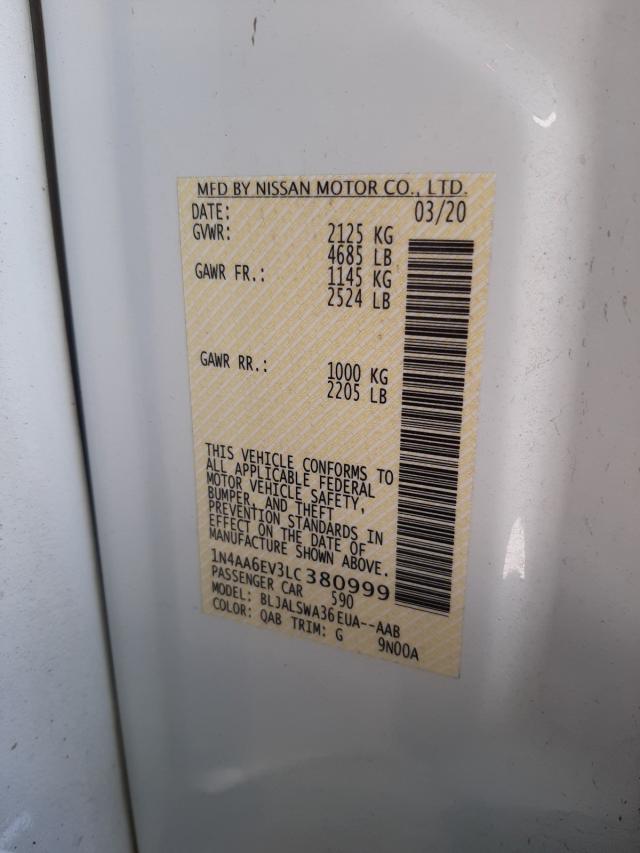 MFD BY NISSAN MOTOR CO., LTD.
DATE: 03/20
GVWR: 2125 KG
4685 LB
GAWR FR.: 1145 KG
2524 LB
GAWR RR.: 1000 KG
2205 LB
THIS VEHICLE CONFORMS TO
ALL APPLICABLE FEDERAL
MOTOR VEHICLE SAFETY,
BUMPER, AND THEFT
PREVENTION STANDARDS IN
EFFECT ON THE DATE OF
MANUFACTURE SHOWN ABOVE.
1N4AA6EV3LC380999
PASSENGER CAR 590
MODEL: BLJALSWA36EUA--AAB
COLOR: QAB TRIM: G 9N00A